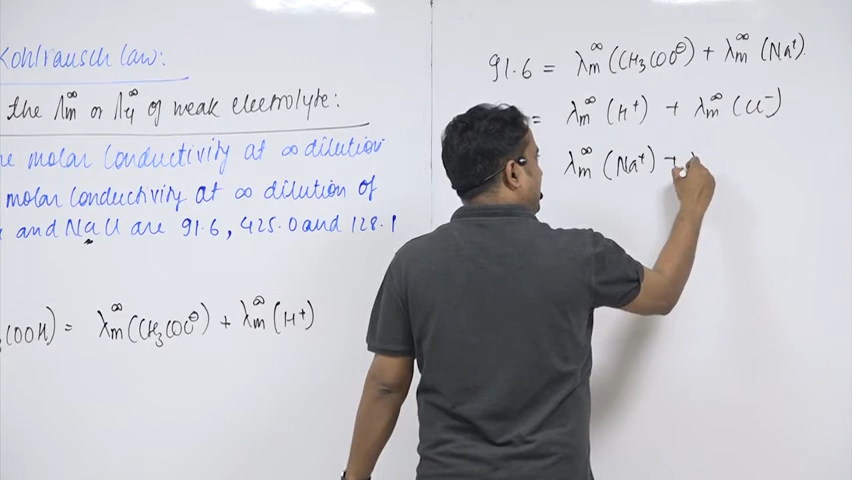 Kohlrausch law:
the Λm∞ or Λeq∞ of weak electrolyte:
molar conductivity at ∞ dilution
molar conductivity at ∞ dilution of
and NaCl are 91.6, 425.0 and 128.1
COOH) = λm∞(CH3COO⊖) + λm∞(H+)
91.6 = λm∞(CH3COO⊖) + λm∞(Na+).
= λm∞(H+) + λm∞(Cl−)
λm∞(Na+) + λ